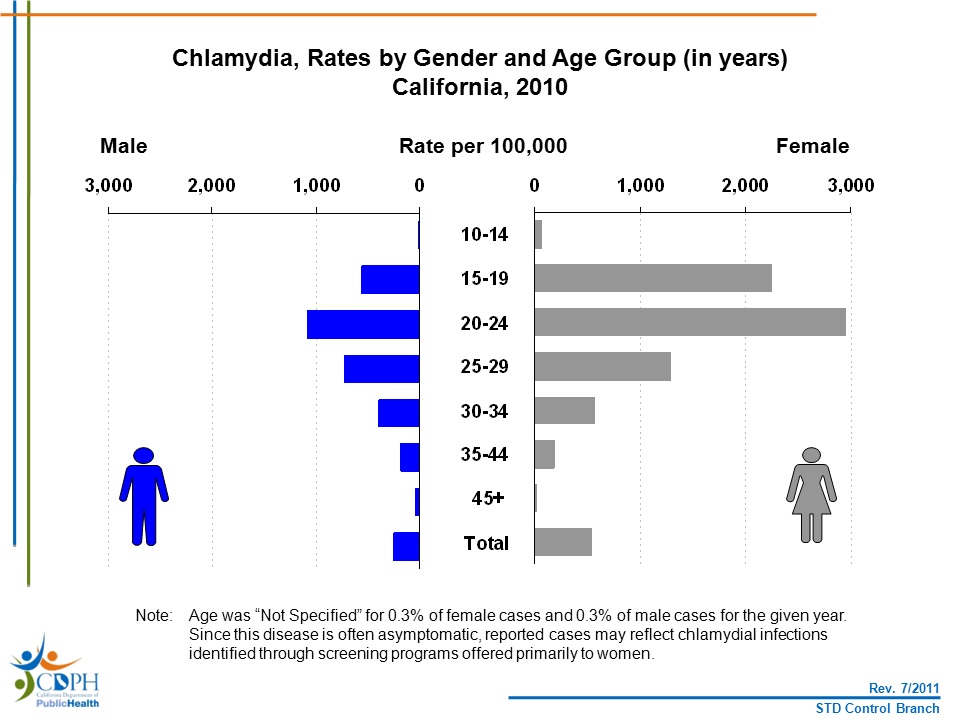 Chlamydia, Rates by Gender and Age Group (in years)
California, 2010
Male Rate per 100,000 Female
3,000 2,000 1,000 0 0 1,000 2,000 3,000
10-14
15-19
20-24
25-29
30-34
35-44
45+
Total
Note: Age was “Not Specified” for 0.3% of female cases and 0.3% of male cases for the given year.
Since this disease is often asymptomatic, reported cases may reflect chlamydial infections
identified through screening programs offered primarily to women.
CDPH
California Department of
PublicHealth
Rev. 7/2011
STD Control Branch